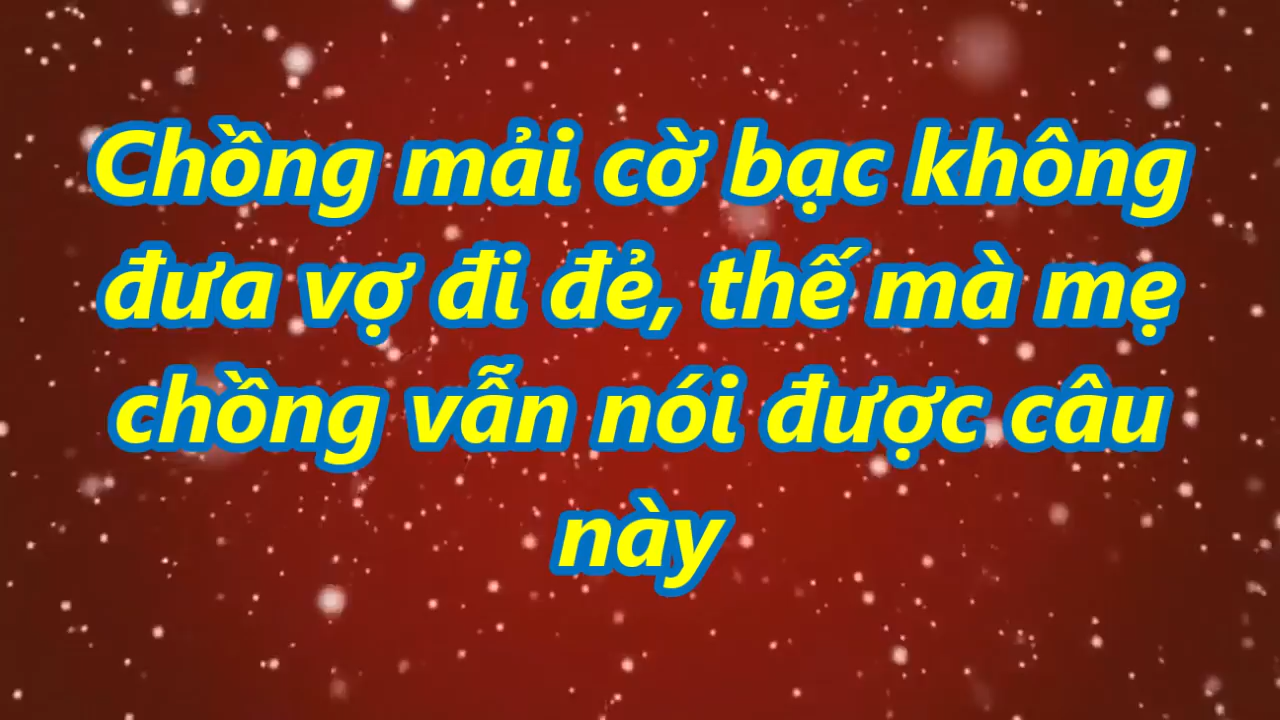 Chồng mải cờ bạc không
đưa vợ đi đẻ, thế mà mẹ
chồng vẫn nói được câu
này